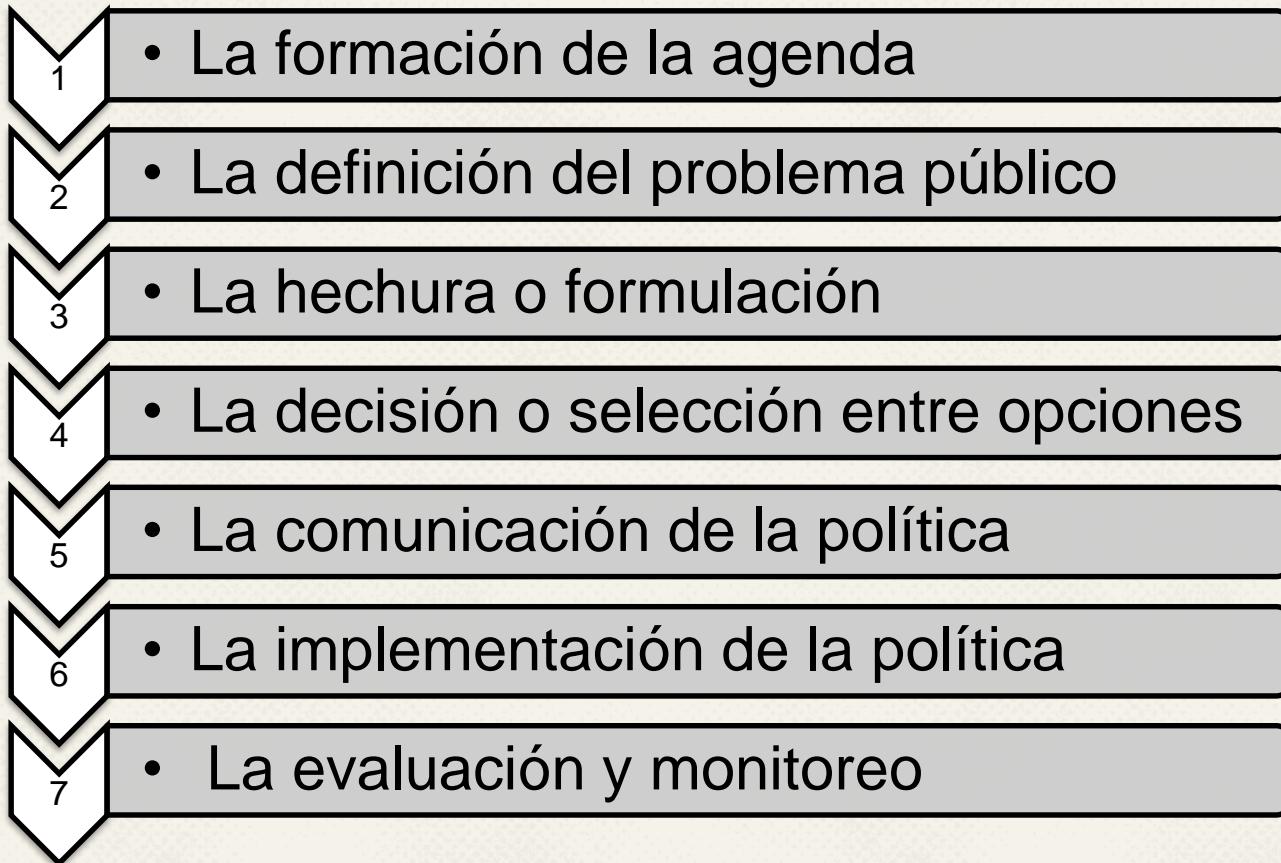 1 • La formación de la agenda
2 • La definición del problema público
3 • La hechura o formulación
4 • La decisión o selección entre opciones
5 • La comunicación de la política
6 • La implementación de la política
7 • La evaluación y monitoreo